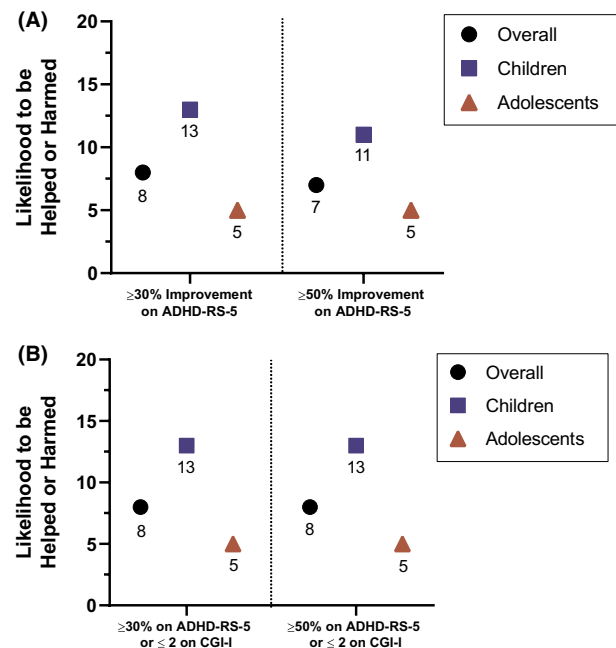 (A)
Likelihood to be
Helped or Harmed
20
15
10
5
0
8
13
5
7
11
5
≥30% Improvement
on ADHD-RS-5
≥50% Improvement
on ADHD-RS-5
Overall
Children
Adolescents
(B)
Likelihood to be
Helped or Harmed
20
15
10
5
0
8
13
5
8
13
5
≥30% on ADHD-RS-5
or ≤ 2 on CGI-I
≥50% on ADHD-RS-5
or ≤ 2 on CGI-I
Overall
Children
Adolescents